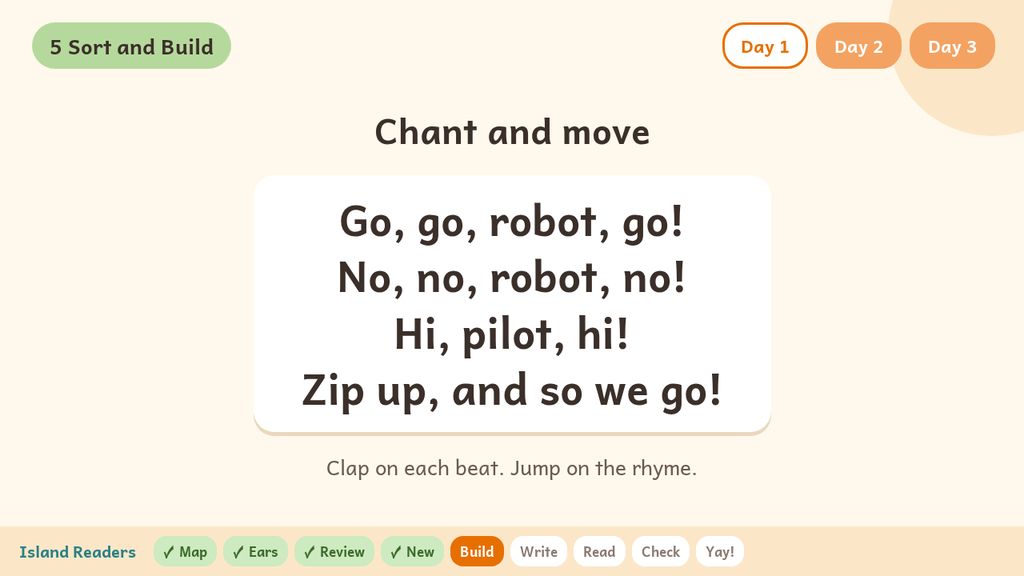 5 Sort and Build
Day 1 Day 2 Day 3
Chant and move
Go, go, robot, go!
No, no, robot, no!
Hi, pilot, hi!
Zip up, and so we go!
Clap on each beat. Jump on the rhyme.
Island Readers ✓ Map ✓ Ears ✓ Review ✓ New Build Write Read Check Yay!